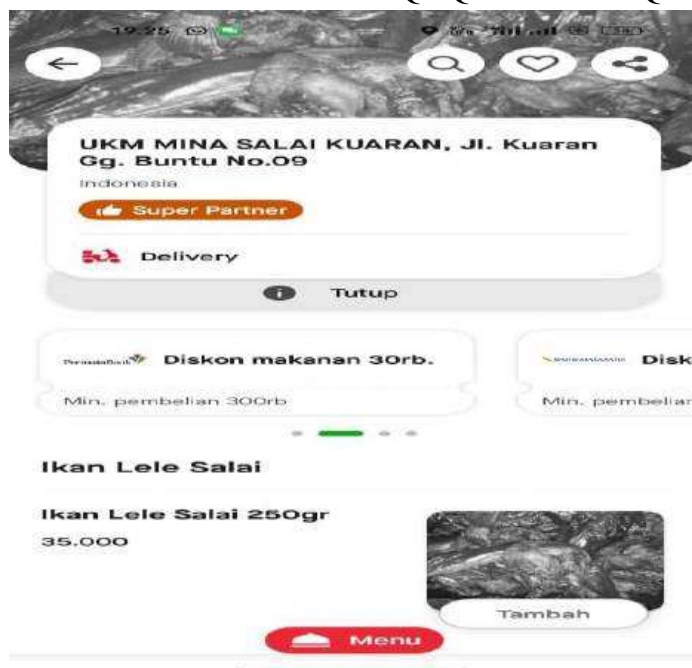 19.25
UKM MINA SALAI KUARAN, Jl. Kuaran
Gg. Buntu No.09
Indonesia
Super Partner
Delivery
Tutup
PermataBank Diskon makanan 30rb.
Min. pembelian 300rb
Disk
Min. pembelian
Ikan Lele Salai
Ikan Lele Salai 250gr
35.000
Tambah
Menu